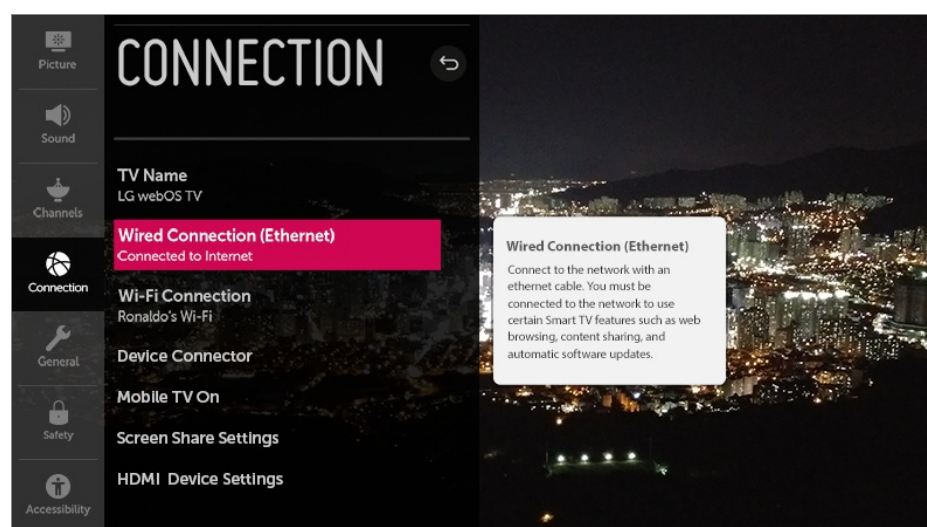 Picture
Sound
Channels
Connection
General
Safety
Accessibility
CONNECTION
TV Name
LG webOS TV
Wired Connection (Ethernet)
Connected to Internet
Wi-Fi Connection
Ronaldo's Wi-Fi
Device Connector
Mobile TV On
Screen Share Settings
HDMI Device Settings
Wired Connection (Ethernet)
Connect to the network with an
ethernet cable. You must be
connected to the network to use
certain Smart TV features such as web
browsing, content sharing, and
automatic software updates.